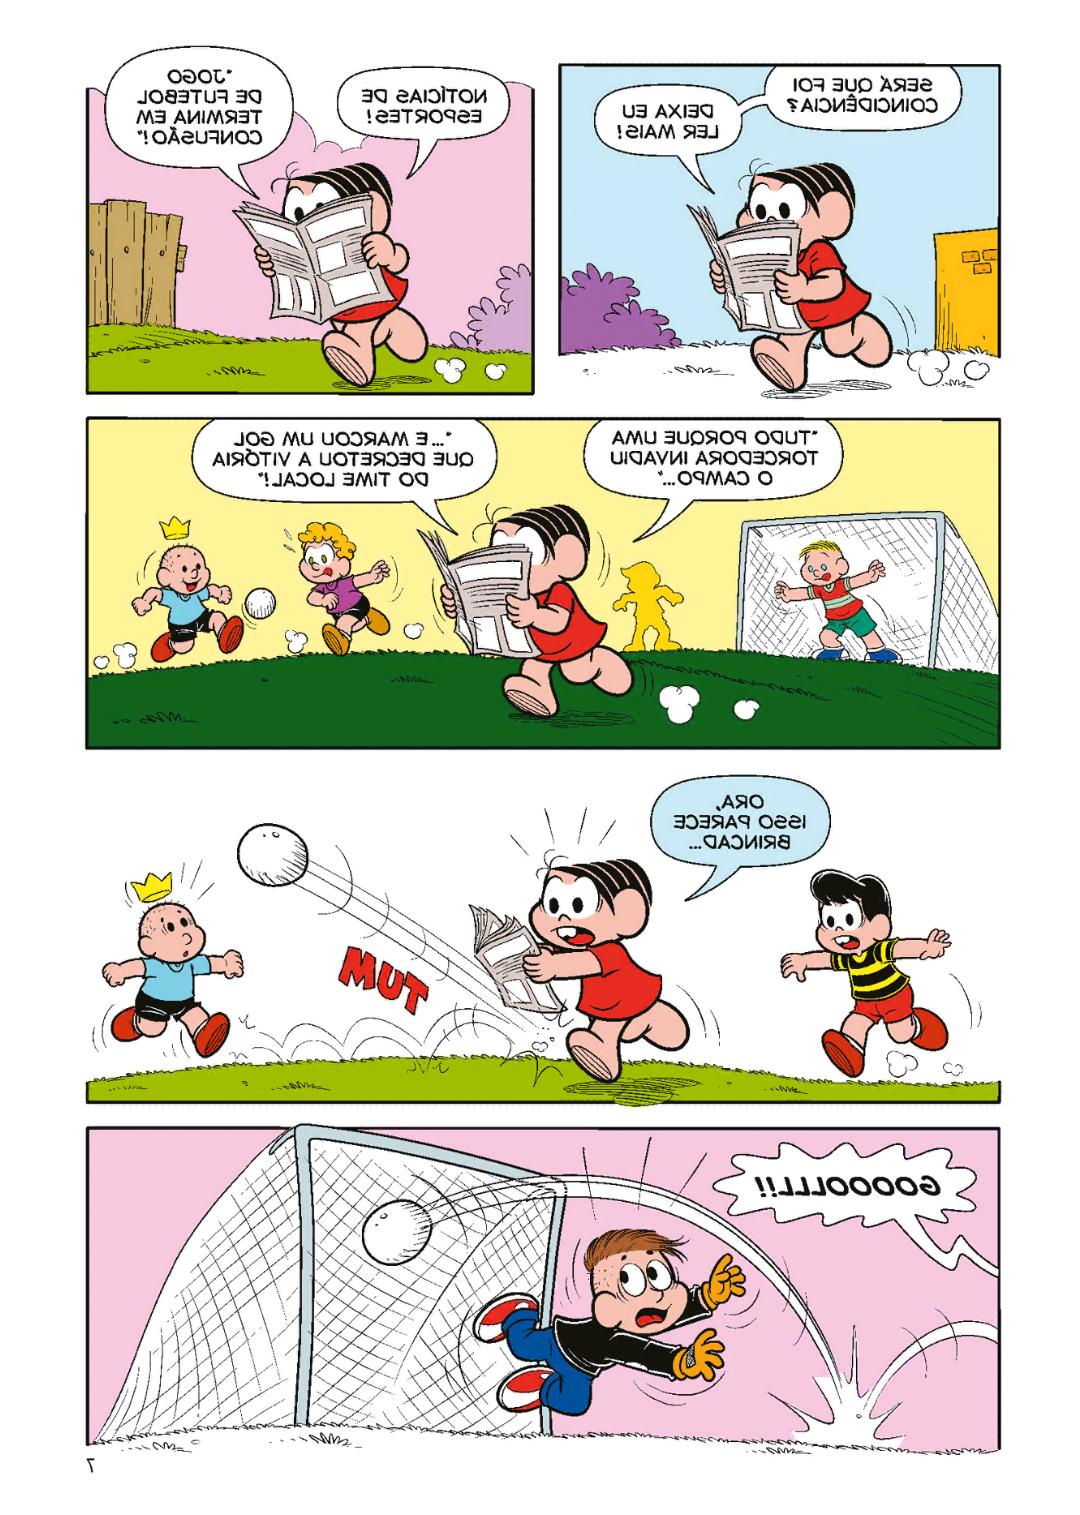 SERÁ QUE FOI
COINCIDÊNCIA?
DEIXA EU
LER MAIS!
NOTÍCIAS DE
ESPORTES!
"JOGO
DE FUTEBOL
TERMINA EM
CONFUSÃO!"
"TUDO PORQUE UMA
TORCEDORA INVADIU
O CAMPO..."
"...E MARCOU UM GOL
QUE DECRETOU A VITÓRIA
DO TIME LOCAL!"
ORA,
ISSO PARECE
BRINCAD...
TUM
GOOOOLLL!!
7